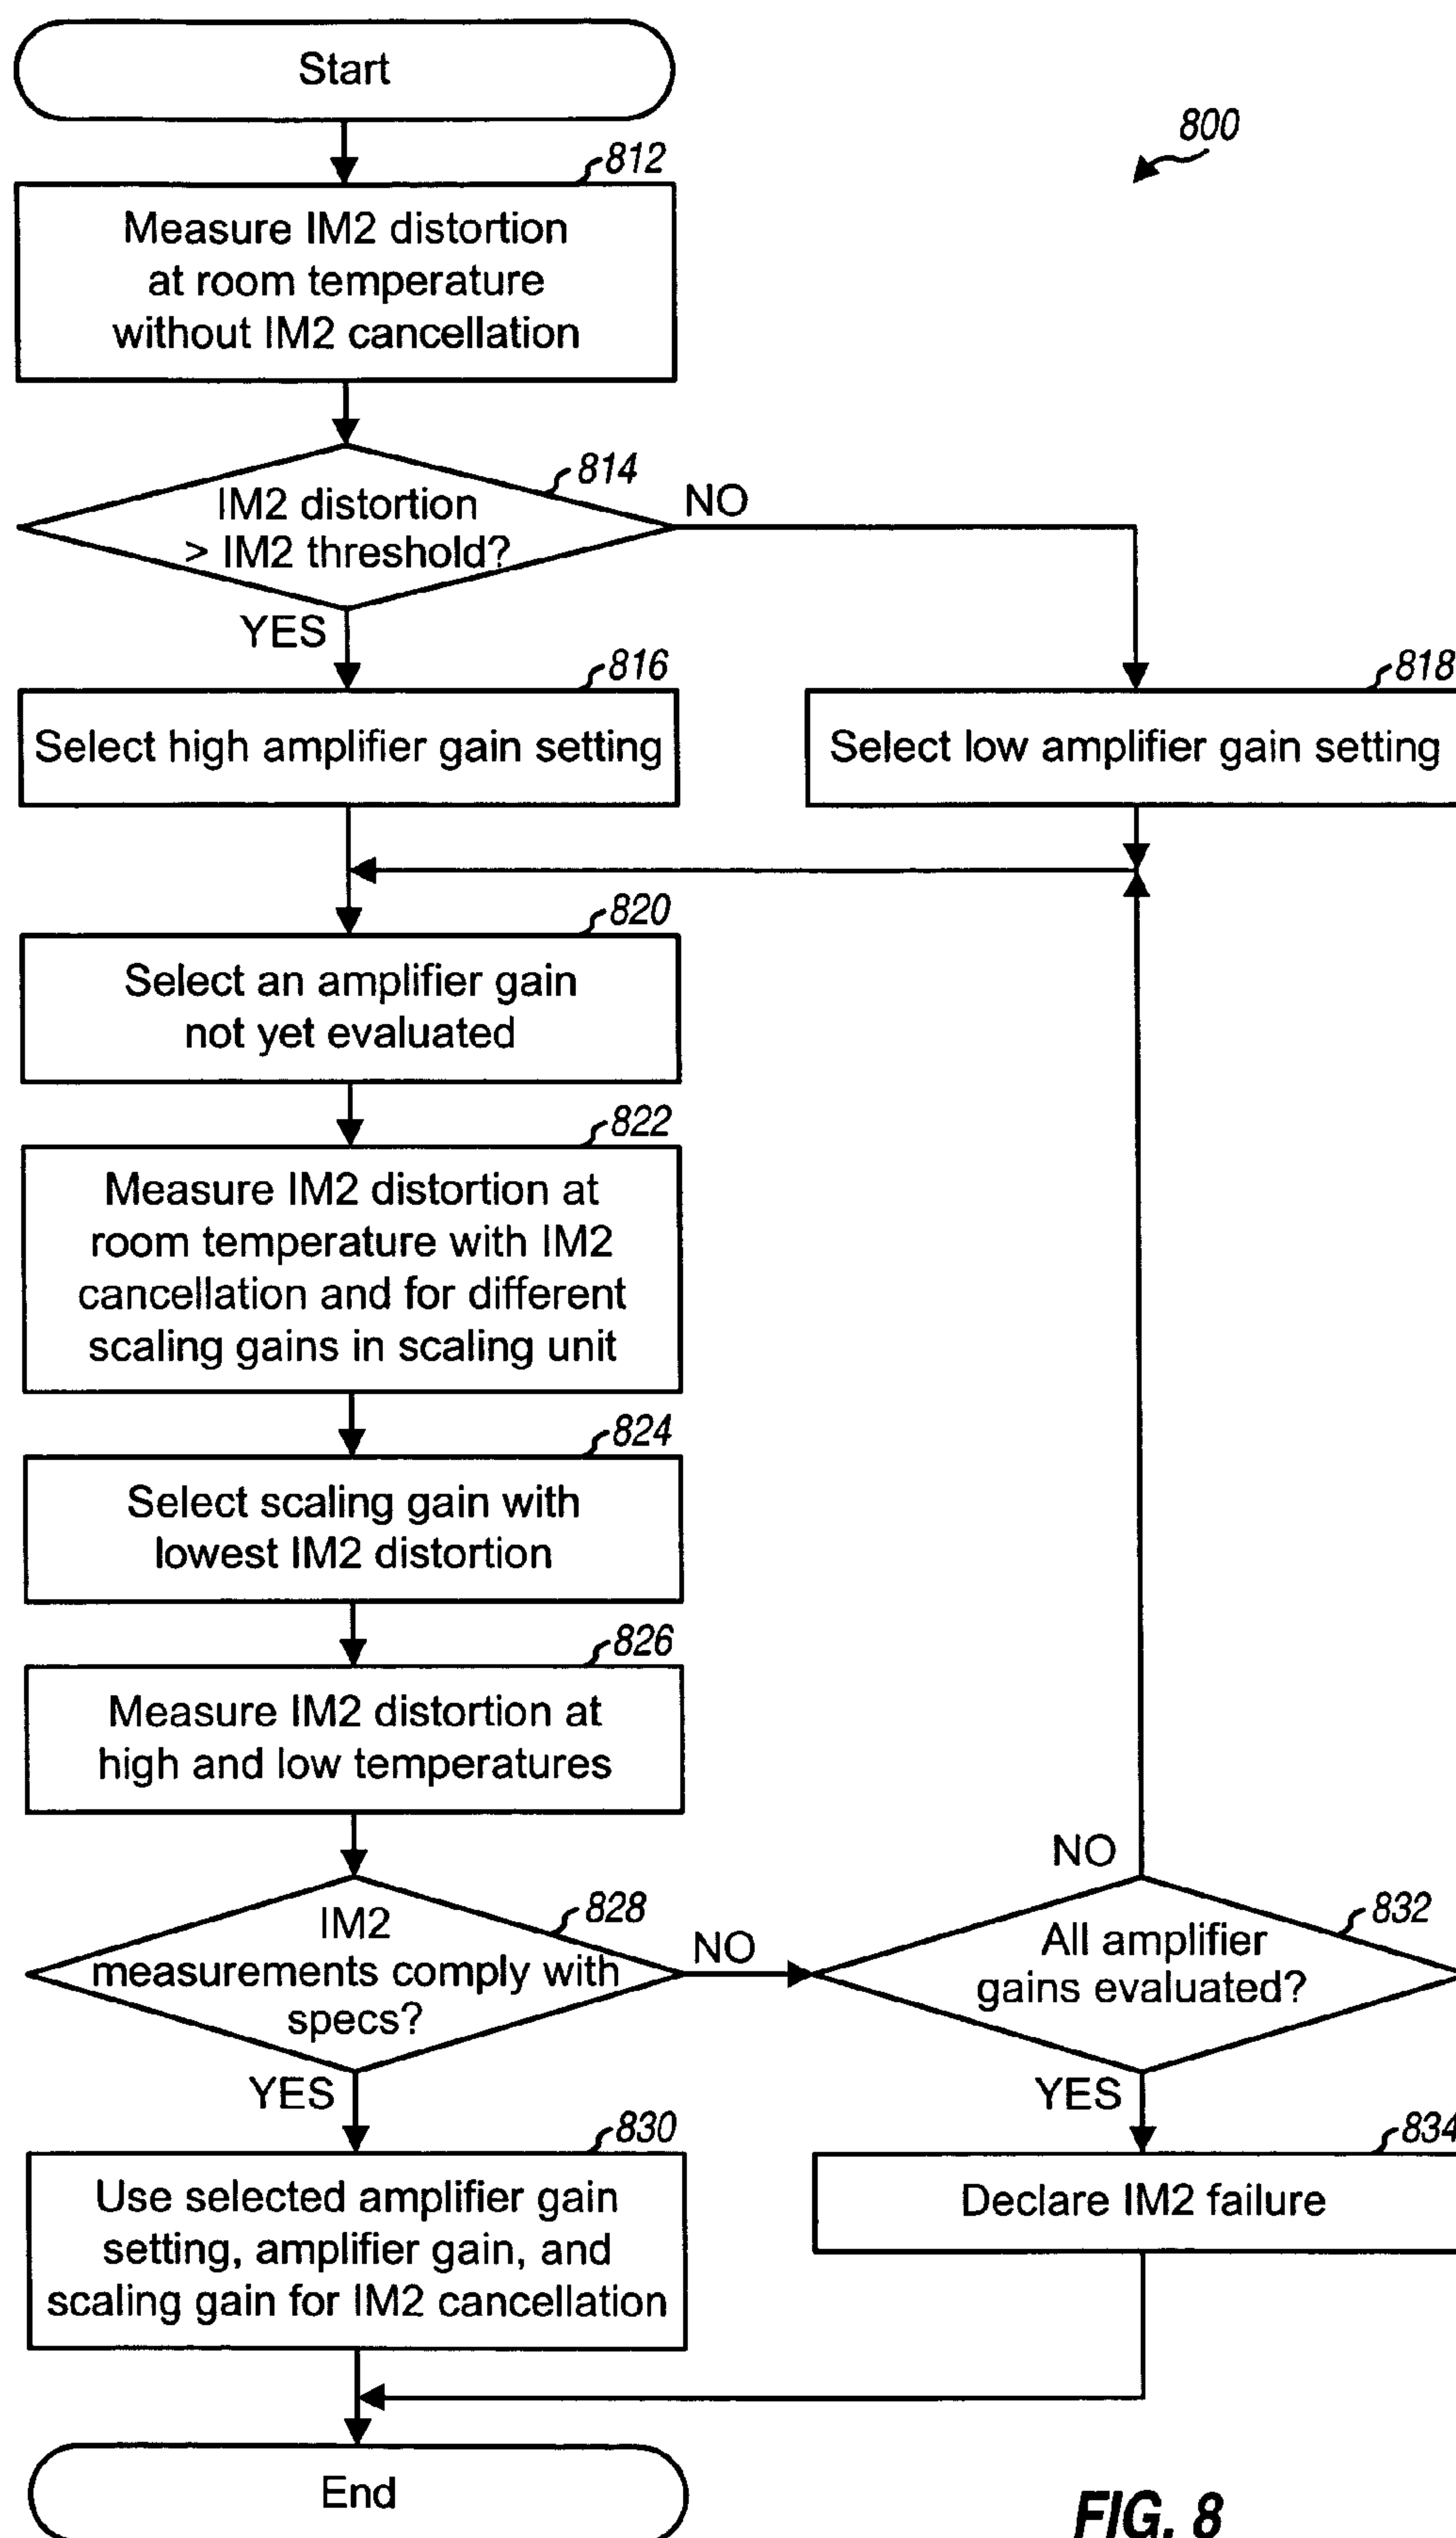 Start
800
812
Measure IM2 distortion
at room temperature
without IM2 cancellation
814
IM2 distortion
> IM2 threshold?
NO
YES
816
Select high amplifier gain setting
818
Select low amplifier gain setting
820
Select an amplifier gain
not yet evaluated
822
Measure IM2 distortion at
room temperature with IM2
cancellation and for different
scaling gains in scaling unit
824
Select scaling gain with
lowest IM2 distortion
826
Measure IM2 distortion at
high and low temperatures
828
IM2
measurements comply with
specs?
NO
YES
NO
832
All amplifier
gains evaluated?
YES
830
Use selected amplifier gain
setting, amplifier gain, and
scaling gain for IM2 cancellation
834
Declare IM2 failure
End
FIG. 8